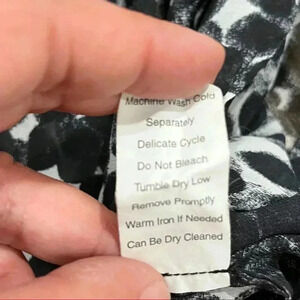 Machine Wash Cold
Separately
Delicate Cycle
Do Not Bleach
Tumble Dry Low
Remove Promptly
Warm Iron If Needed
Can Be Dry Cleaned